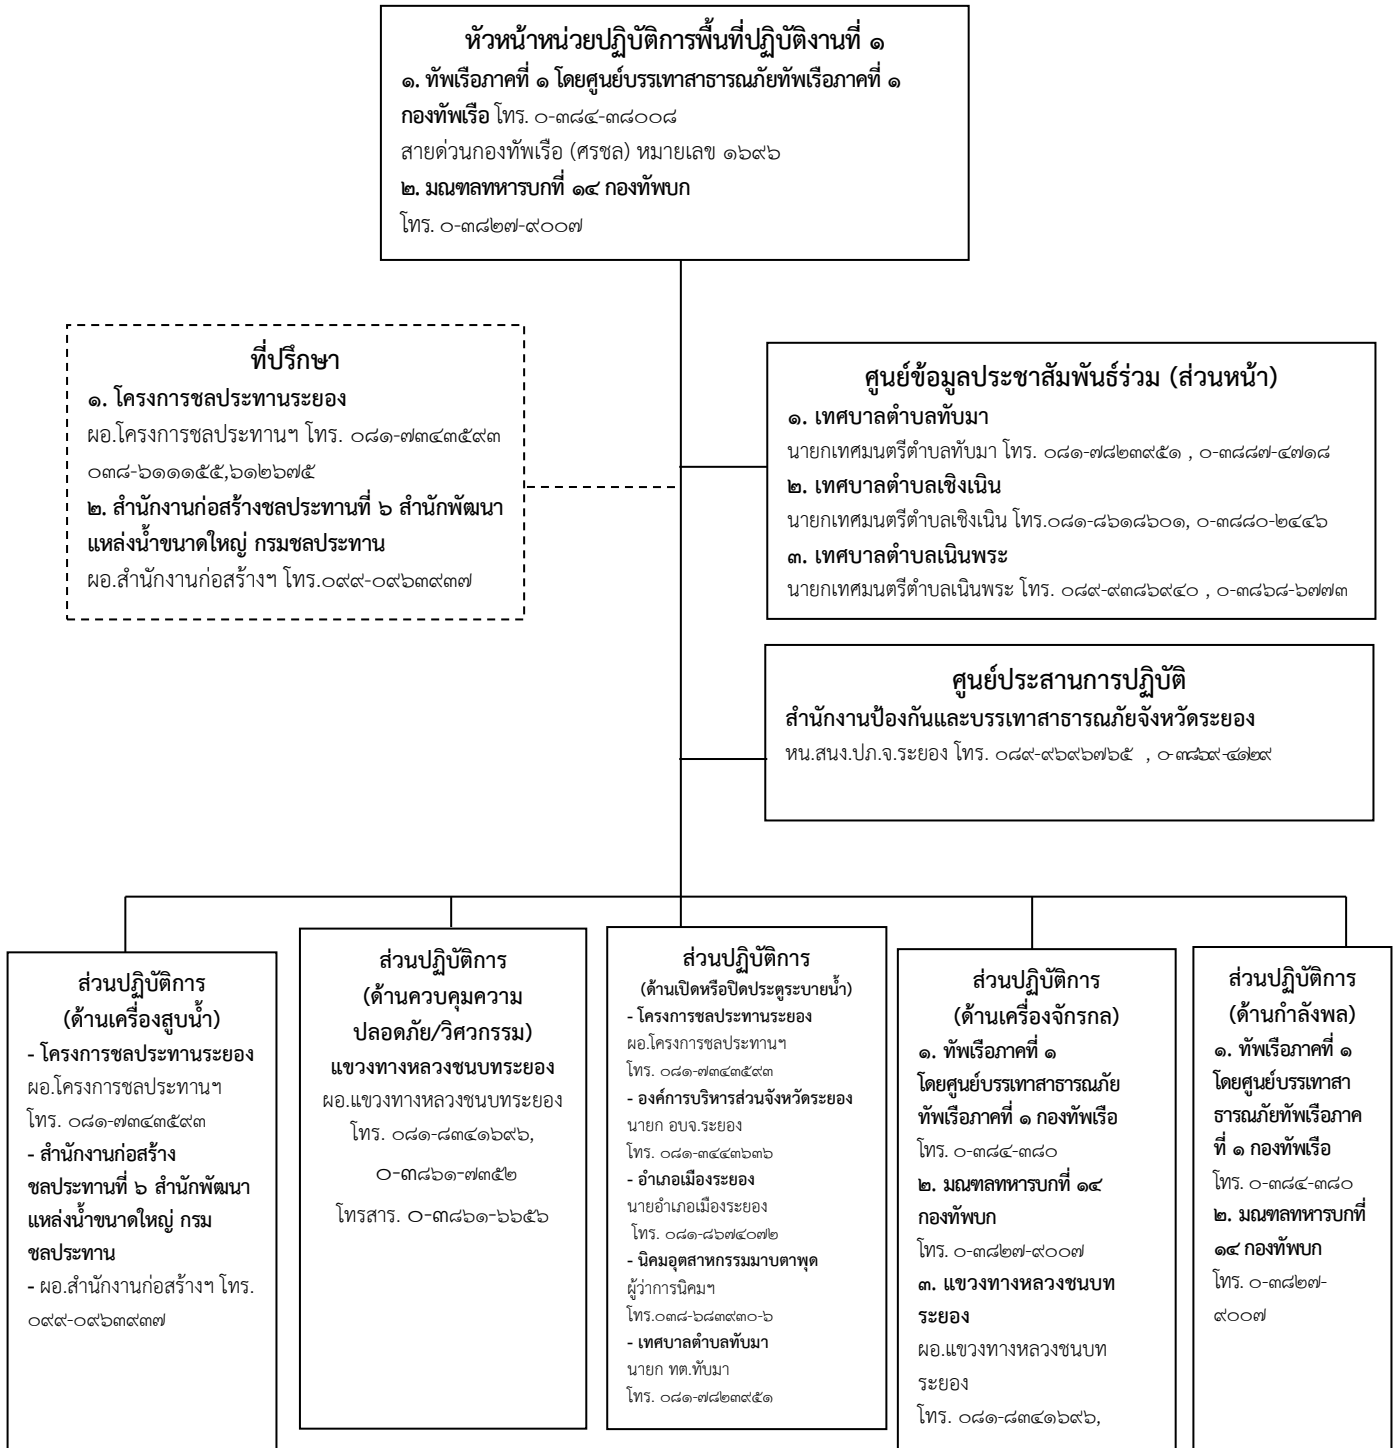 หัวหน้าหน่วยปฏิบัติการพื้นที่ปฏิบัติงานที่ ๑
๑. ทัพเรือภาคที่ ๑ โดยศูนย์บรรเทาสาธารณภัยทัพเรือภาคที่ ๑
กองทัพเรือ โทร. ๐-๓๘๔-๓๘๐๐๘
สายด่วนกองทัพเรือ (ศรชล) หมายเลข ๑๖๙๖
๒. มณฑลทหารบกที่ ๑๔ กองทัพบก
โทร. ๐-๓๘๒๗-๙๐๐๗
ที่ปรึกษา
๑. โครงการชลประทานระยอง
ผอ.โครงการชลประทานฯ โทร. ๐๘๑-๗๓๔๓๕๙๓
๐๓๘-๖๑๑๑๕๕,๖๑๒๖๗๕
๒. สำนักงานก่อสร้างชลประทานที่ ๖ สำนักพัฒนา
แหล่งน้ำขนาดใหญ่ กรมชลประทาน
ผอ.สำนักงานก่อสร้างฯ โทร.๐๙๙-๐๙๖๓๙๓๗
ศูนย์ข้อมูลประชาสัมพันธ์ร่วม (ส่วนหน้า)
๑. เทศบาลตำบลทับมา
นายกเทศมนตรีตำบลทับมา โทร. ๐๘๑-๗๘๒๓๙๕๑ , ๐-๓๘๘๗-๔๗๑๘
๒. เทศบาลตำบลเชิงเนิน
นายกเทศมนตรีตำบลเชิงเนิน โทร.๐๘๑-๘๖๑๘๖๐๑, ๐-๓๘๘๐-๒๔๔๖
๓. เทศบาลตำบลเนินพระ
นายกเทศมนตรีตำบลเนินพระ โทร. ๐๘๙-๙๓๘๖๙๔๐ , ๐-๓๘๖๘-๖๗๗๓
ศูนย์ประสานการปฏิบัติ
สำนักงานป้องกันและบรรเทาสาธารณภัยจังหวัดระยอง
หน.สนง.ปภ.จ.ระยอง โทร. ๐๘๙-๙๖๙๖๗๖๕ , ๐-๓๘๖๙-๔๑๒๙
ส่วนปฏิบัติการ
(ด้านเครื่องสูบน้ำ)
- โครงการชลประทานระยอง
ผอ.โครงการชลประทานฯ
โทร. ๐๘๑-๗๓๔๓๕๙๓
- สำนักงานก่อสร้าง
ชลประทานที่ ๖ สำนักพัฒนา
แหล่งน้ำขนาดใหญ่ กรม
ชลประทาน
- ผอ.สำนักงานก่อสร้างฯ โทร.
๐๙๙-๐๙๖๓๙๓๗
ส่วนปฏิบัติการ
(ด้านควบคุมความ
ปลอดภัย/วิศวกรรม)
แขวงทางหลวงชนบทระยอง
ผอ.แขวงทางหลวงชนบทระยอง
โทร. ๐๘๑-๘๓๔๑๖๙๖,
๐-๓๘๖๑-๗๓๕๒
โทรสาร. ๐-๓๘๖๑-๖๖๕๖
ส่วนปฏิบัติการ
(ด้านเปิดหรือปิดประตูระบายน้ำ)
- โครงการชลประทานระยอง
ผอ.โครงการชลประทานฯ
โทร. ๐๘๑-๗๓๔๓๕๙๓
- องค์การบริหารส่วนจังหวัดระยอง
นายก อบจ.ระยอง
โทร. ๐๘๑-๓๔๔๓๖๓๖
- อำเภอเมืองระยอง
นายอำเภอเมืองระยอง
โทร. ๐๘๑-๘๖๗๔๐๗๒
- นิคมอุตสาหกรรมมาบตาพุด
ผู้ว่าการนิคมฯ
โทร.๐๓๘-๖๘๓๙๓๐-๖
- เทศบาลตำบลทับมา
นายก ทต.ทับมา
โทร. ๐๘๑-๗๘๒๓๙๕๑
ส่วนปฏิบัติการ
(ด้านเครื่องจักรกล)
๑. ทัพเรือภาคที่ ๑
โดยศูนย์บรรเทาสาธารณภัย
ทัพเรือภาคที่ ๑ กองทัพเรือ
โทร. ๐-๓๘๔-๓๘๐
๒. มณฑลทหารบกที่ ๑๔
กองทัพบก
โทร. ๐-๓๘๒๗-๙๐๐๗
๓. แขวงทางหลวงชนบท
ระยอง
ผอ.แขวงทางหลวงชนบท
ระยอง
โทร. ๐๘๑-๘๓๔๑๖๙๖,
ส่วนปฏิบัติการ
(ด้านกำลังพล)
๑. ทัพเรือภาคที่ ๑
โดยศูนย์บรรเทาสา
ธารณภัยทัพเรือภาค
ที่ ๑ กองทัพเรือ
โทร. ๐-๓๘๔-๓๘๐
๒. มณฑลทหารบกที่
๑๔ กองทัพบก
โทร. ๐-๓๘๒๗-
๙๐๐๗